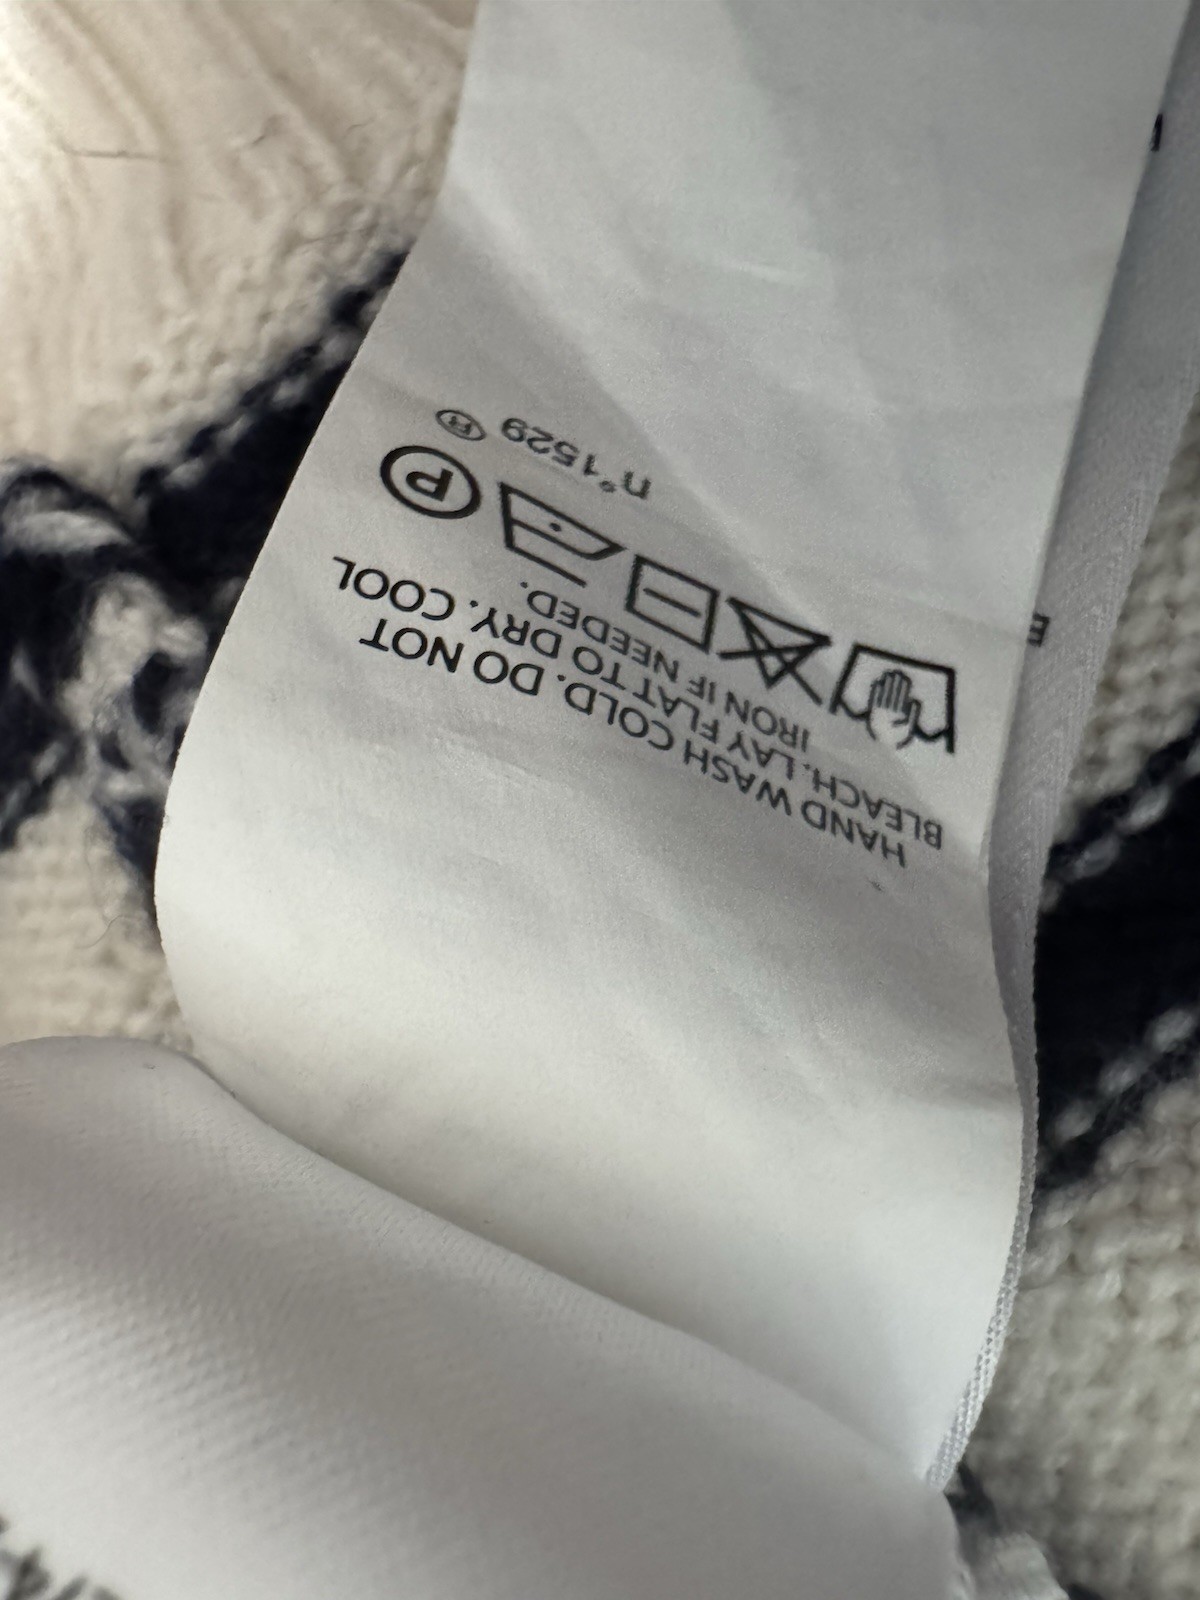 HAND WASH COLD. DO NOT
BLEACH. LAY FLAT TO DRY. COOL
IRON IF NEEDED.
P
n°1529 ®
E